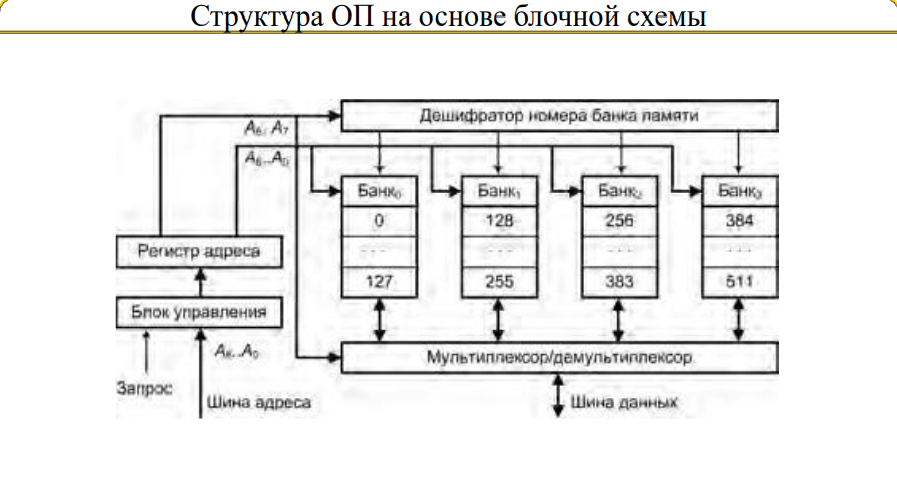 Структура ОП на основе блочной схемы
Дешифратор номера банка памяти
A₈, A₇
A₆..A₀
Банк₀ Банк₁ Банк₂ Банк₃
0 128 256 384
. . . . . . . . . . . .
127 255 383 511
Регистр адреса
Блок управления
A₈..A₀
Мультиплексор/демультиплексор
Запрос
Шина адреса
Шина данных